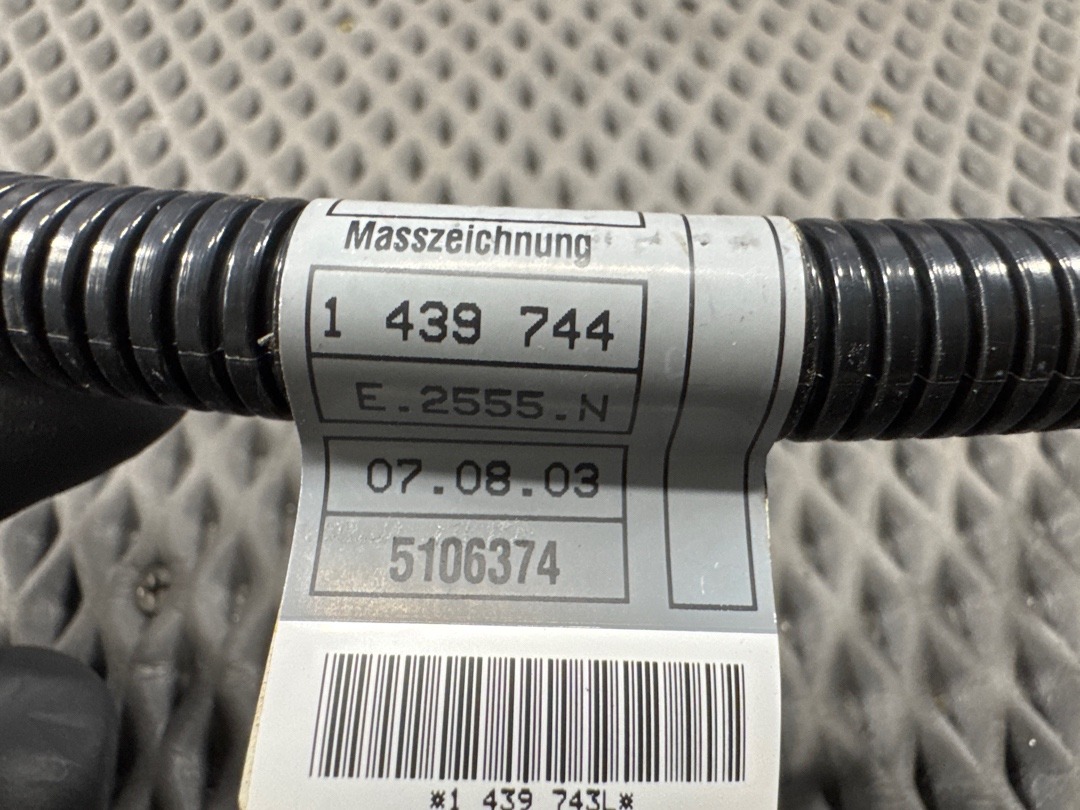 Masszeichnung
1 439 744
E.2555.N
07.08.03
5106374
*1 439 743L*